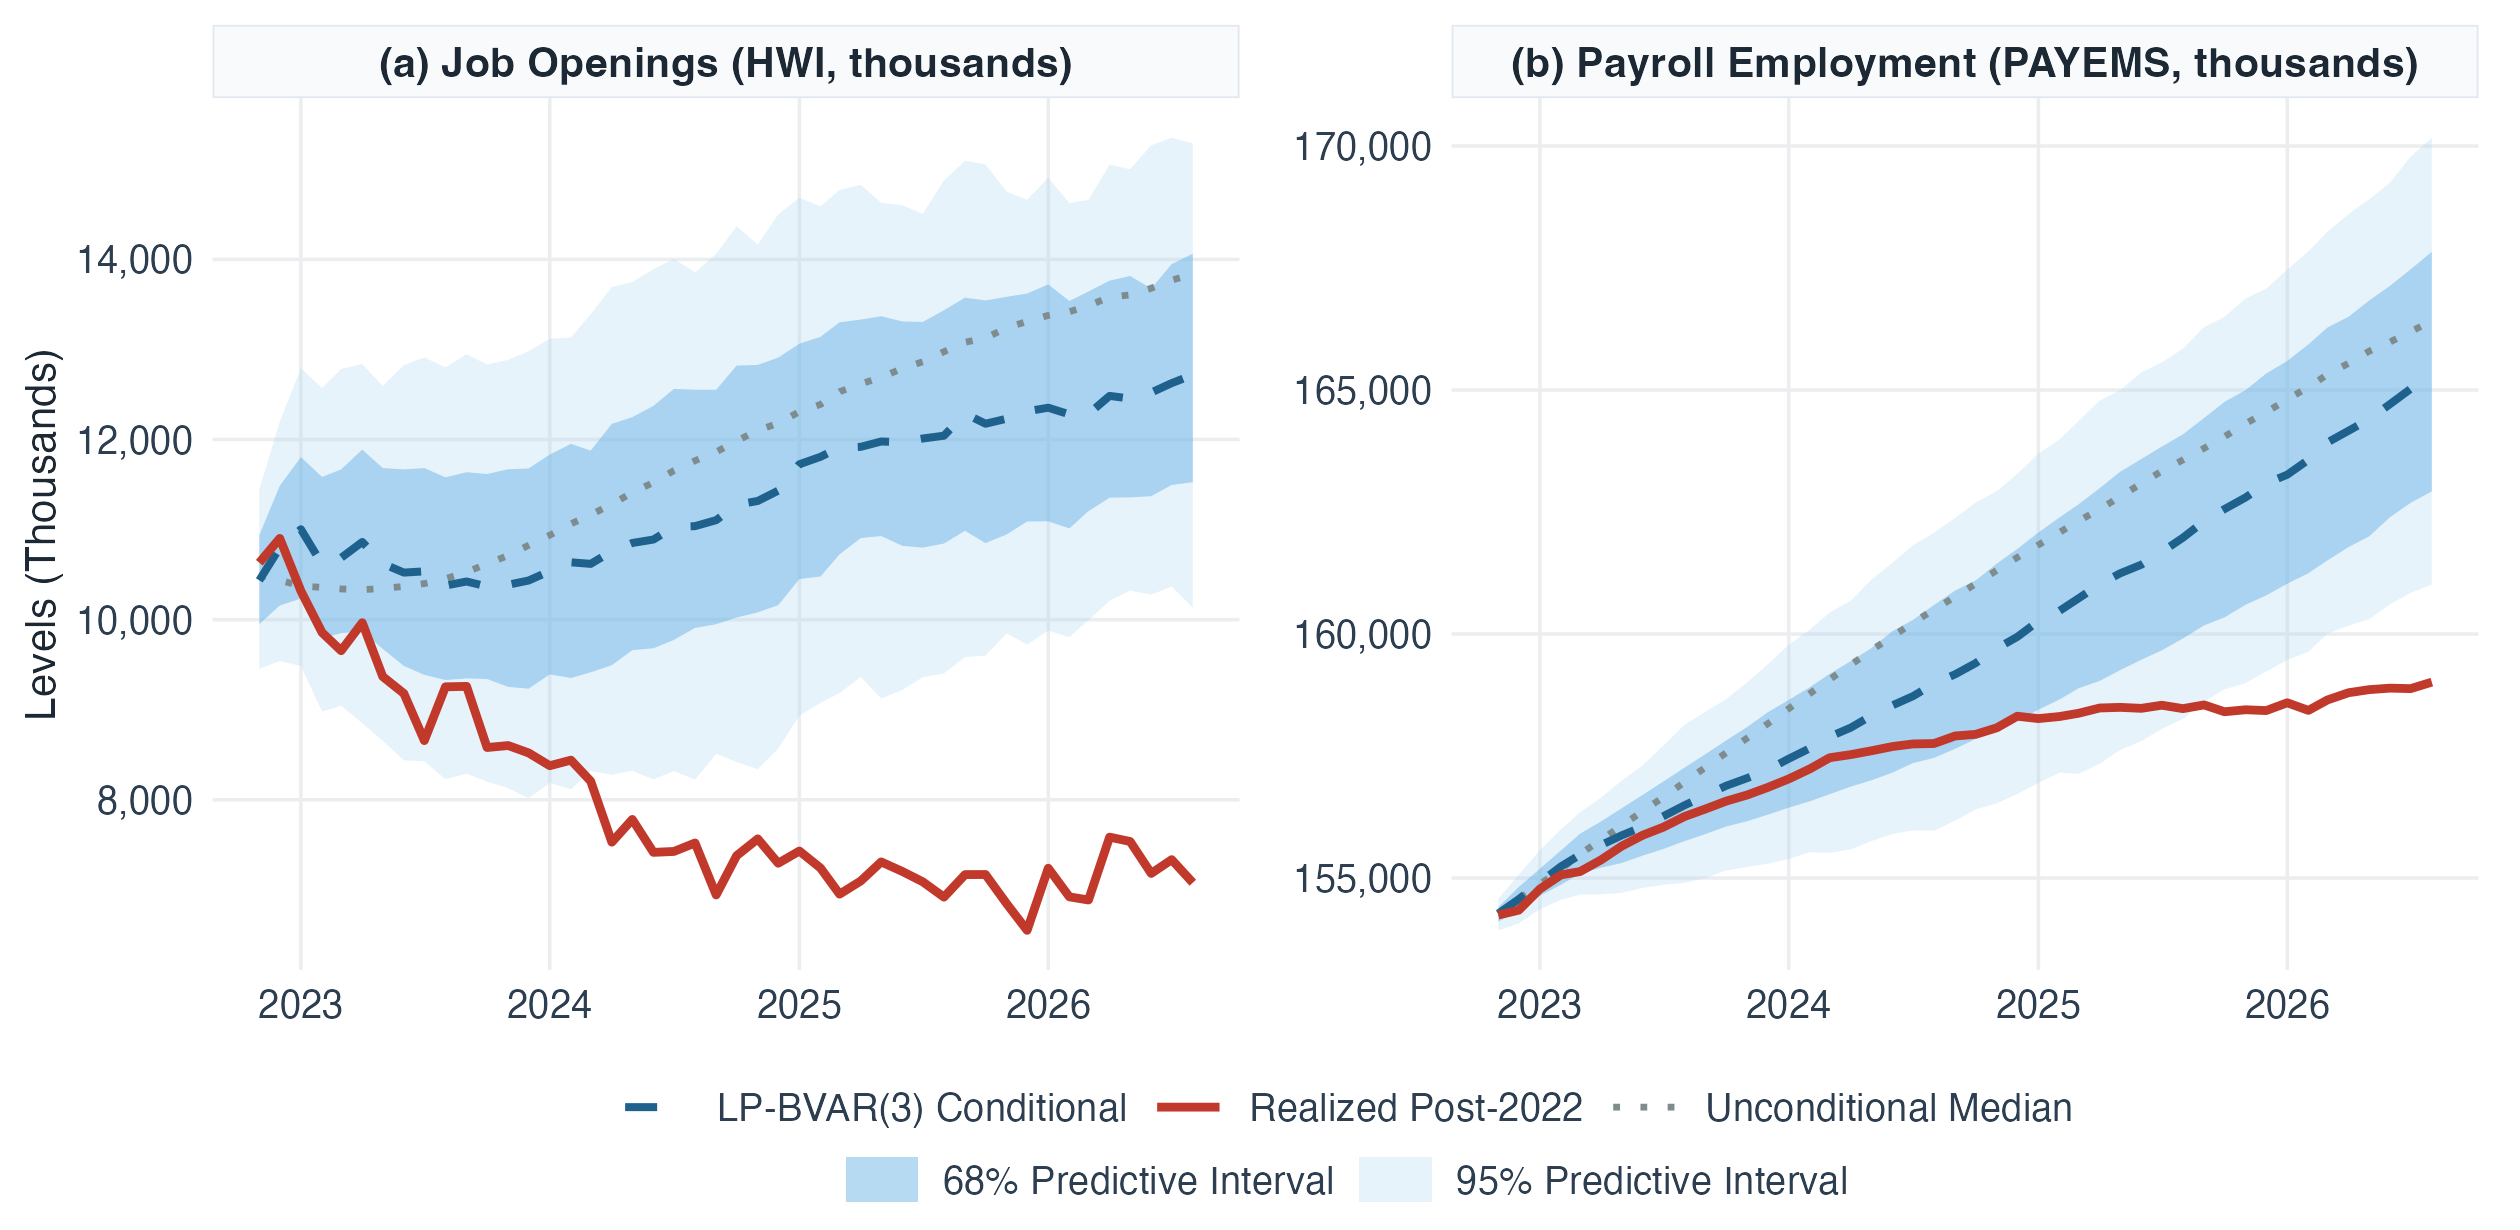 (a) Job Openings (HWI, thousands)
(b) Payroll Employment (PAYEMS, thousands)
Levels (Thousands)
14,000
12,000
10,000
8,000
2023
2024
2025
2026
170,000
165,000
160,000
155,000
2023
2024
2025
2026
LP-BVAR(3) Conditional
Realized Post-2022
Unconditional Median
68% Predictive Interval
95% Predictive Interval